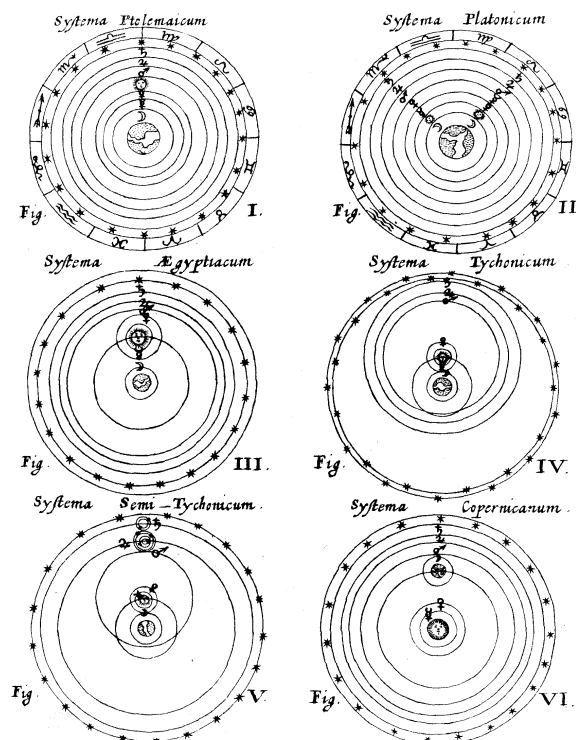 Syſtema Ptolemaicum
Fig. I.
Syſtema Platonicum
Fig. II
Syſtema Ægyptiacum
Fig. III.
Syſtema Tychonicum
Fig. IV.
Syſtema Semi-Tychonicum.
Fig. V.
Syſtema Copernicanum
Fig. VI.